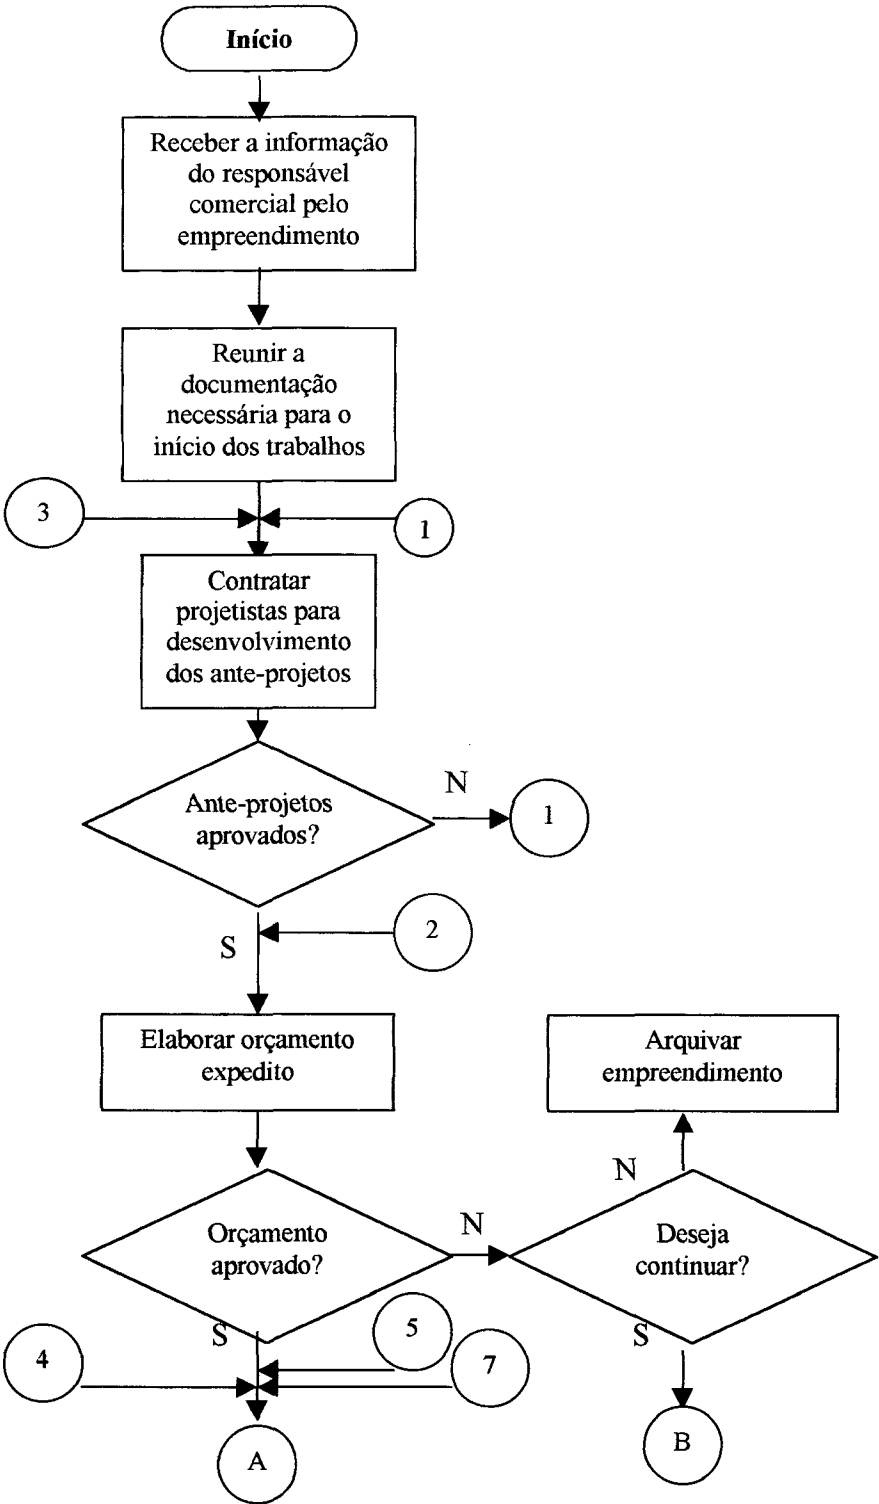 Início
Receber a informação
do responsável
comercial pelo
empreendimento
Reunir a
documentação
necessária para o
início dos trabalhos
3
1
Contratar
projetistas para
desenvolvimento
dos ante-projetos
Ante-projetos
aprovados?
N
1
S
2
Elaborar orçamento
expedito
Arquivar
empreendimento
N
Orçamento
aprovado?
N
Deseja
continuar?
S
5
S
4
7
A
B